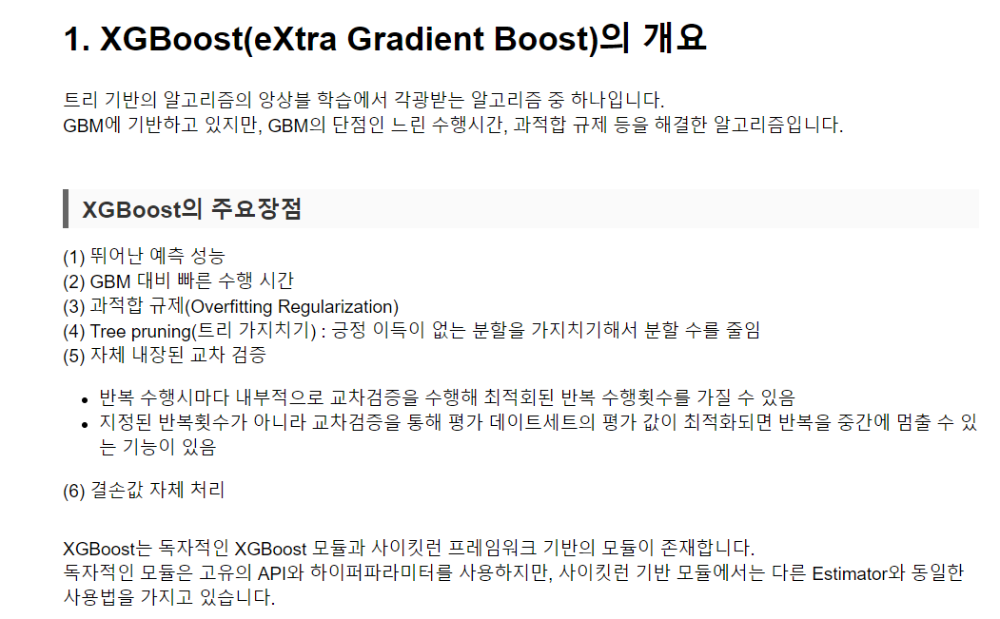 1. XGBoost(eXtra Gradient Boost)의 개요
트리 기반의 알고리즘의 앙상블 학습에서 각광받는 알고리즘 중 하나입니다.
GBM에 기반하고 있지만, GBM의 단점인 느린 수행시간, 과적합 규제 등을 해결한 알고리즘입니다.
XGBoost의 주요장점
(1) 뛰어난 예측 성능
(2) GBM 대비 빠른 수행 시간
(3) 과적합 규제(Overfitting Regularization)
(4) Tree pruning(트리 가지치기) : 긍정 이득이 없는 분할을 가지치기해서 분할 수를 줄임
(5) 자체 내장된 교차 검증
• 반복 수행시마다 내부적으로 교차검증을 수행해 최적회된 반복 수행횟수를 가질 수 있음
• 지정된 반복횟수가 아니라 교차검증을 통해 평가 데이트세트의 평가 값이 최적화되면 반복을 중간에 멈출 수 있
는 기능이 있음
(6) 결손값 자체 처리
XGBoost는 독자적인 XGBoost 모듈과 사이킷런 프레임워크 기반의 모듈이 존재합니다.
독자적인 모듈은 고유의 API와 하이퍼파라미터를 사용하지만, 사이킷런 기반 모듈에서는 다른 Estimator와 동일한
사용법을 가지고 있습니다.